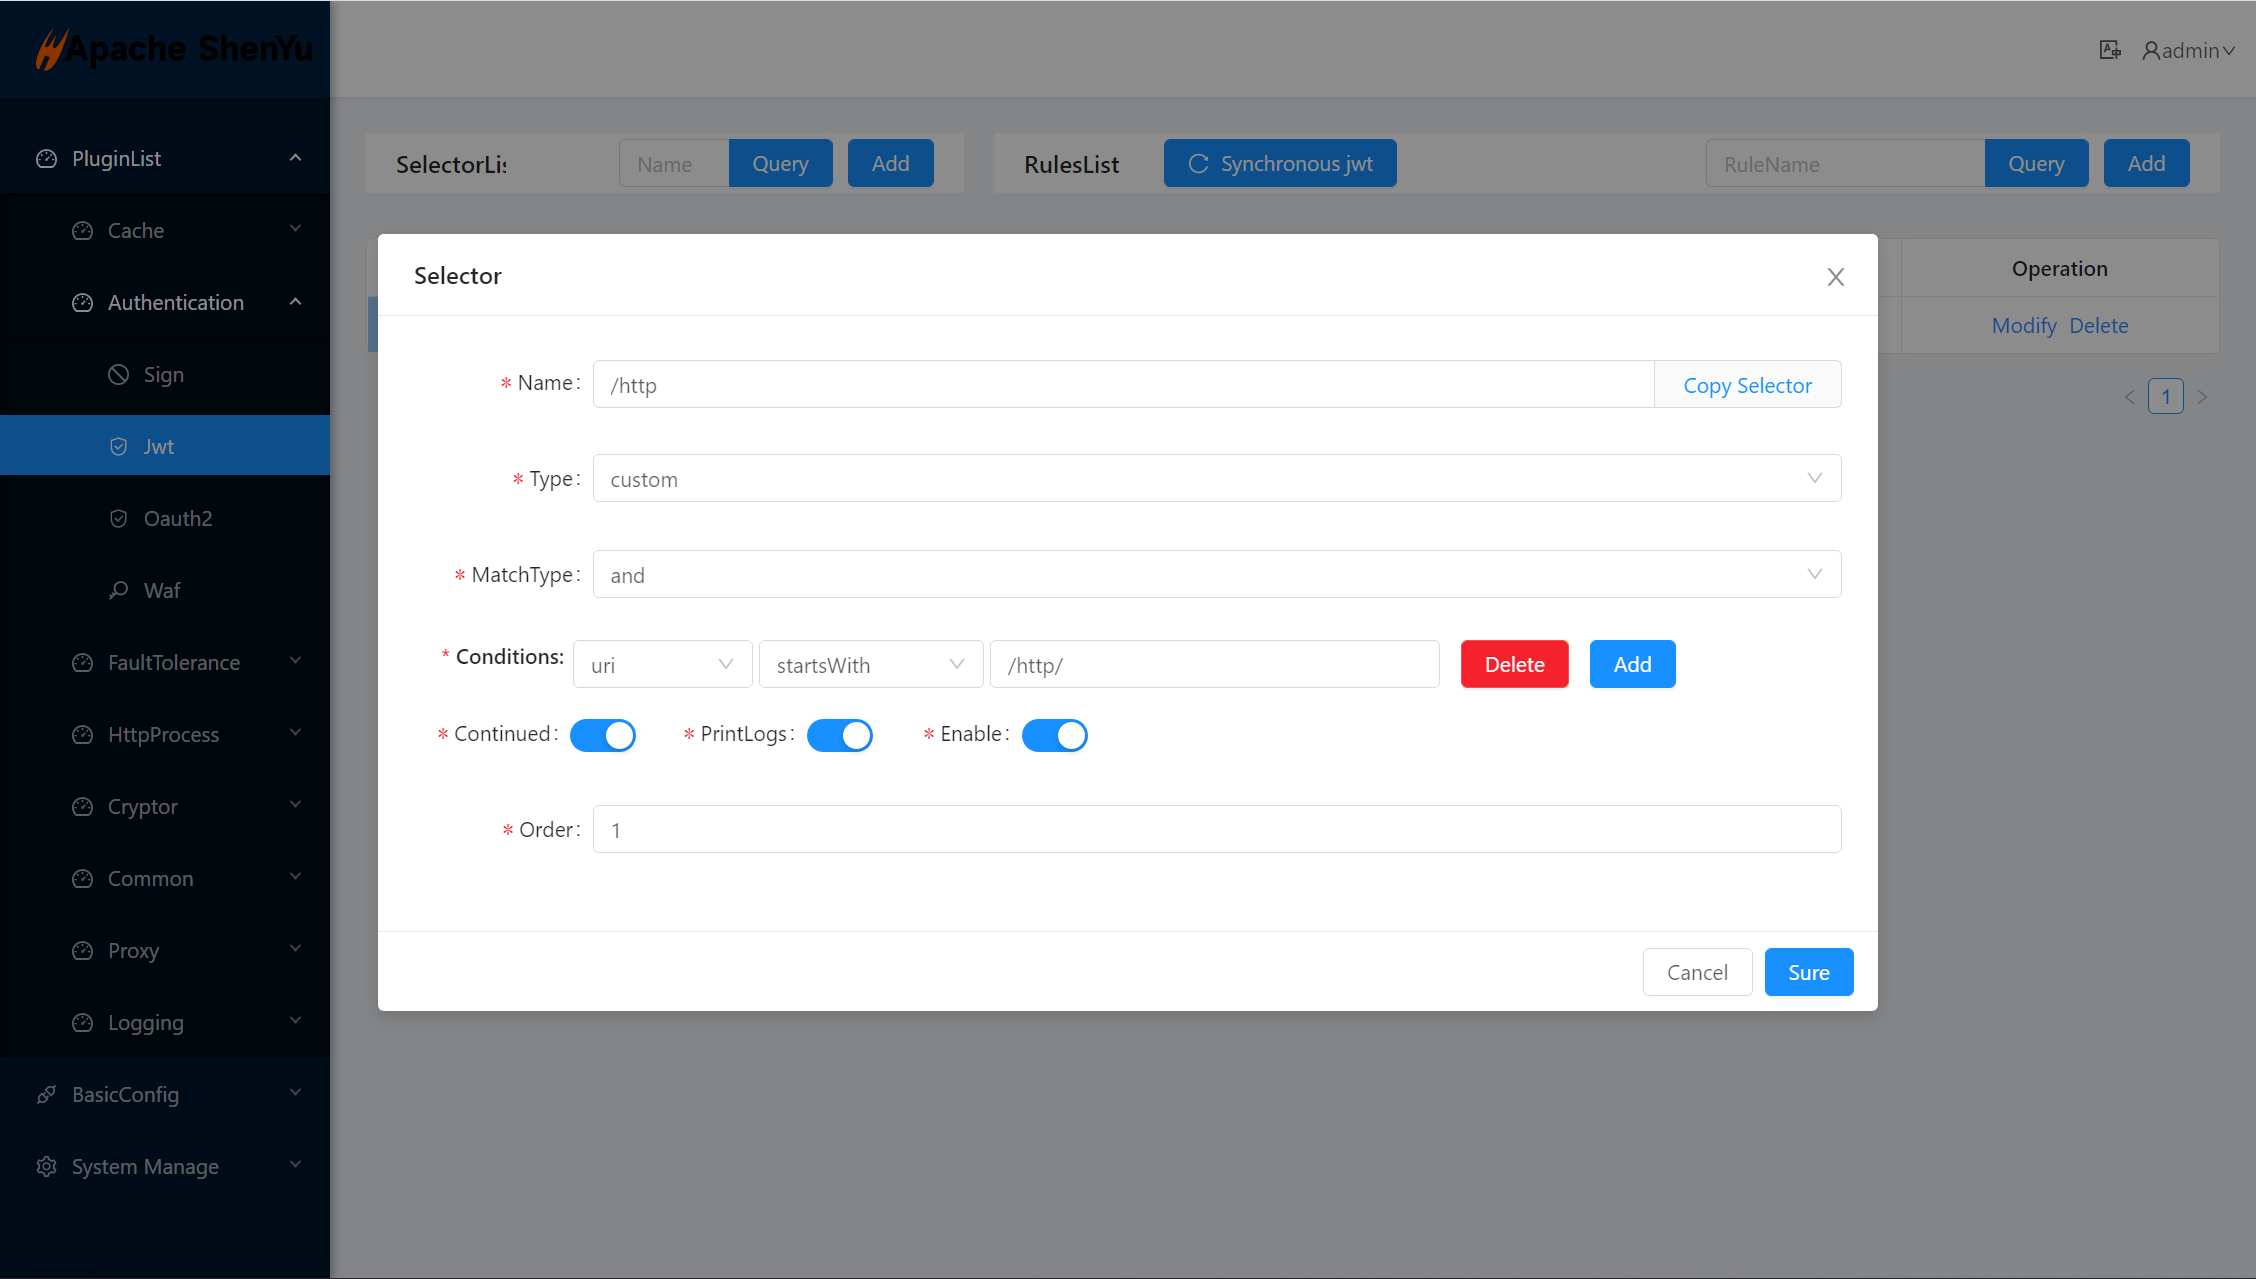 Apache ShenYu
admin
PluginList
Cache
Authentication
Sign
Jwt
Oauth2
Waf
FaultTolerance
HttpProcess
Cryptor
Common
Proxy
Logging
BasicConfig
System Manage
SelectorLis
Name
Query
Add
RulesList
Synchronous jwt
RuleName
Query
Add
Operation
Modify Delete
1
Selector
* Name:
/http
Copy Selector
* Type:
custom
* MatchType:
and
* Conditions:
uri
startsWith
/http/
Delete
Add
* Continued:
* PrintLogs:
* Enable:
* Order:
1
Cancel
Sure